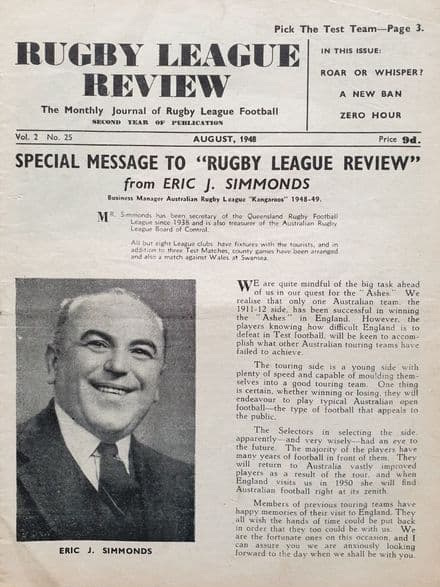 Pick The Test Team—Page 3.
RUGBY LEAGUE
REVIEW
The Monthly Journal of Rugby League Football
SECOND YEAR OF PUBLICATION
IN THIS ISSUE:
ROAR OR WHISPER?
A NEW BAN
ZERO HOUR
Vol. 2 No. 25 AUGUST, 1948 Price 9d.
SPECIAL MESSAGE TO "RUGBY LEAGUE REVIEW"
from ERIC J. SIMMONDS
Business Manager Australian Rugby League "Kangaroos" 1948-49.
MR. Simmonds has been secretary of the Queensland Rugby Football
League since 1938 and is also treasurer of the Australian Rugby
League Board of Control.
All but eight League clubs have fixtures with the tourists, and in
addition to three Test Matches, county games have been arranged
and also a match against Wales at Swansea.
WE are quite mindful of the big task ahead
of us in our quest for the "Ashes." We
realise that only one Australian team, the
1911-12 side, has been successful in winning
the "Ashes" in England. However, the
players knowing how difficult England is to
defeat in Test football, will be keen to accom-
plish what other Australian touring teams have
failed to achieve.
The touring side is a young side with
plenty of speed and capable of moulding them-
selves into a good touring team. One thing
is certain, whether winning or losing, they will
endeavour to play typical Australian open
football—the type of football that appeals to
the public.
The Selectors in selecting the side,
apparently—and very wisely—had an eye to
the future. The majority of the players have
many years of football in front of them. They
will return to Australia vastly improved
players as a result of the tour, and when
England visits us in 1950 she will find
Australian football right at its zenith.
Members of previous touring teams have
happy memories of their visit to England. They
all wish the hands of time could be put back
in order that they too could be with us. We
are the fortunate ones on this occasion, and I
can assure you we are anxiously looking
forward to the day when we shall be with you.
ERIC J. SIMMONDS